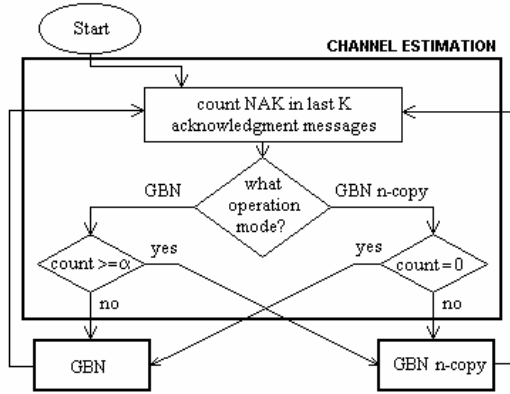 Start
CHANNEL ESTIMATION
count NAK in last K
acknowledgment messages
GBN
what
operation
mode?
GBN n-copy
count >=α
yes
yes
count=0
no
no
GBN
GBN n-copy